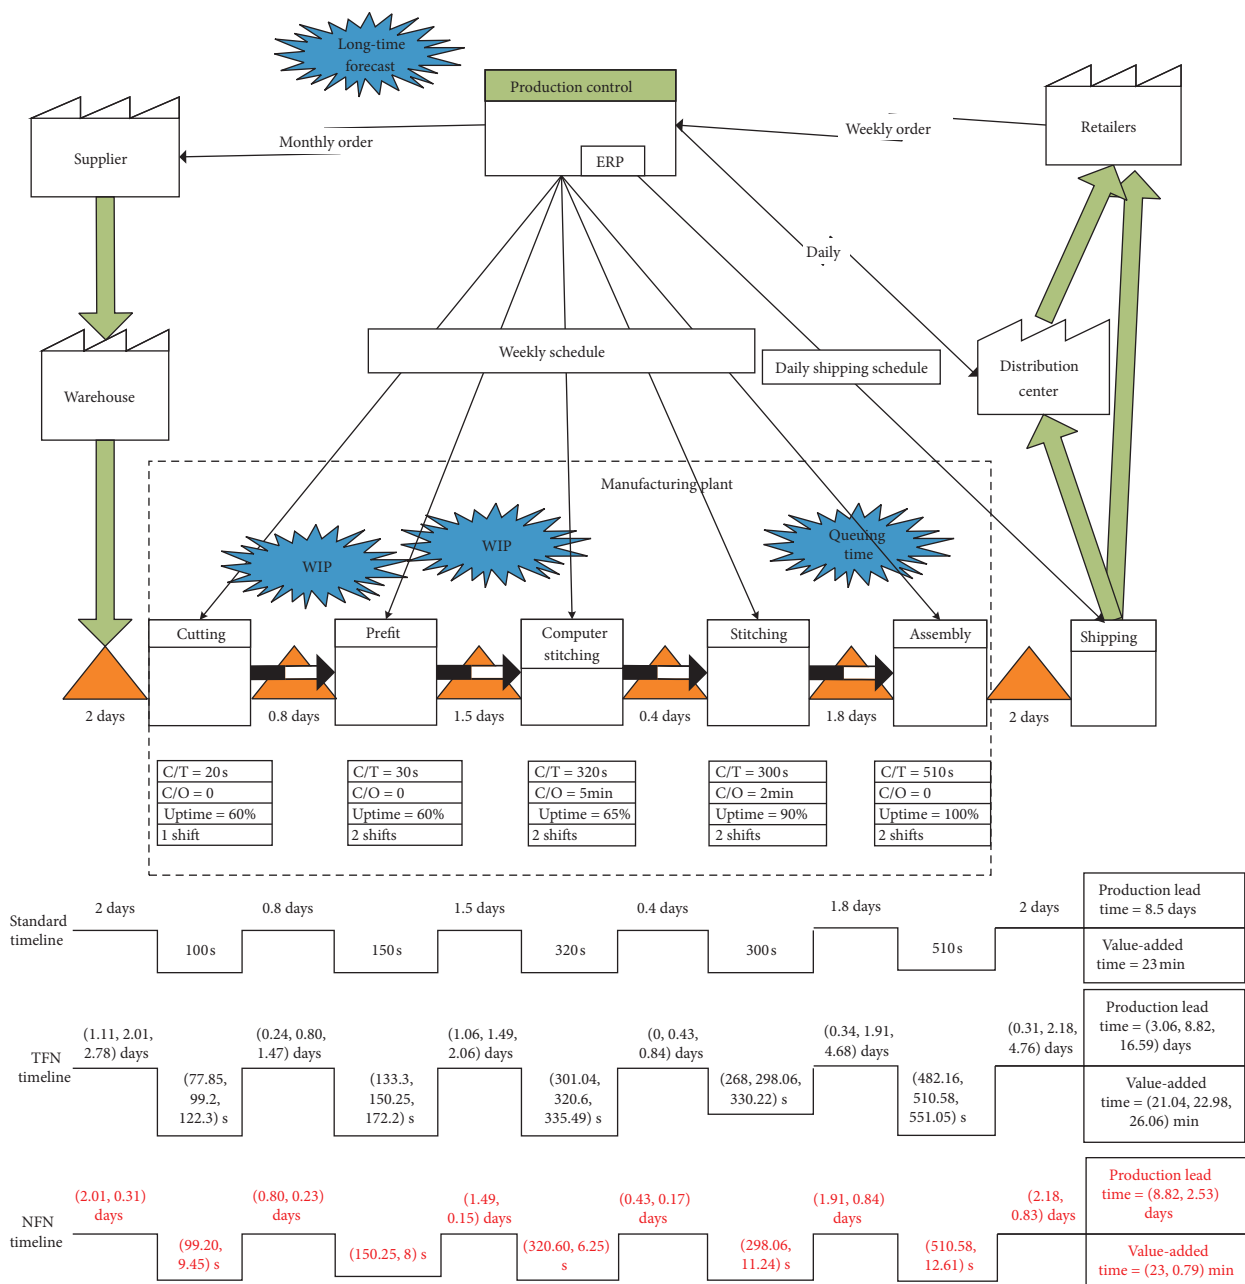 Long-time
forecast
Production control
ERP
Monthly order
Weekly order
Supplier
Retailers
Daily
Weekly schedule
Daily shipping schedule
Warehouse
Distribution
center
Manufacturing plant
WIP
WIP
Queuing
time
Cutting
Prefit
Computer
stitching
Stitching
Assembly
Shipping
2 days
0.8 days
1.5 days
0.4 days
1.8 days
2 days
C/T = 20 s
C/O = 0
Uptime = 60%
1 shift
C/T = 30 s
C/O = 0
Uptime = 60%
2 shifts
C/T = 320 s
C/O = 5min
Uptime = 65%
2 shifts
C/T = 300 s
C/O = 2min
Uptime = 90%
2 shifts
C/T = 510 s
C/O = 0
Uptime = 100%
2 shifts
Standard
timeline
2 days
0.8 days
1.5 days
0.4 days
1.8 days
2 days
100 s
150 s
320 s
300 s
510 s
Production lead
time = 8.5 days
Value-added
time = 23 min
TFN
timeline
(1.11, 2.01,
2.78) days
(0.24, 0.80,
1.47) days
(1.06, 1.49,
2.06) days
(0, 0.43,
0.84) days
(0.34, 1.91,
4.68) days
(0.31, 2.18,
4.76) days
(77.85,
99.2,
122.3) s
(133.3,
150.25,
172.2) s
(301.04,
320.6,
335.49) s
(268, 298.06,
330.22) s
(482.16,
510.58,
551.05) s
Production lead
time = (3.06, 8.82,
16.59) days
Value-added
time = (21.04, 22.98,
26.06) min
NFN
timeline
(2.01, 0.31)
days
(0.80, 0.23)
days
(1.49,
0.15) days
(0.43, 0.17)
days
(1.91, 0.84)
days
(2.18,
0.83) days
(99.20,
9.45) s
(150.25, 8) s
(320.60, 6.25)
s
(298.06,
11.24) s
(510.58,
12.61) s
Production lead
time = (8.82, 2.53)
days
Value-added
time = (23, 0.79) min